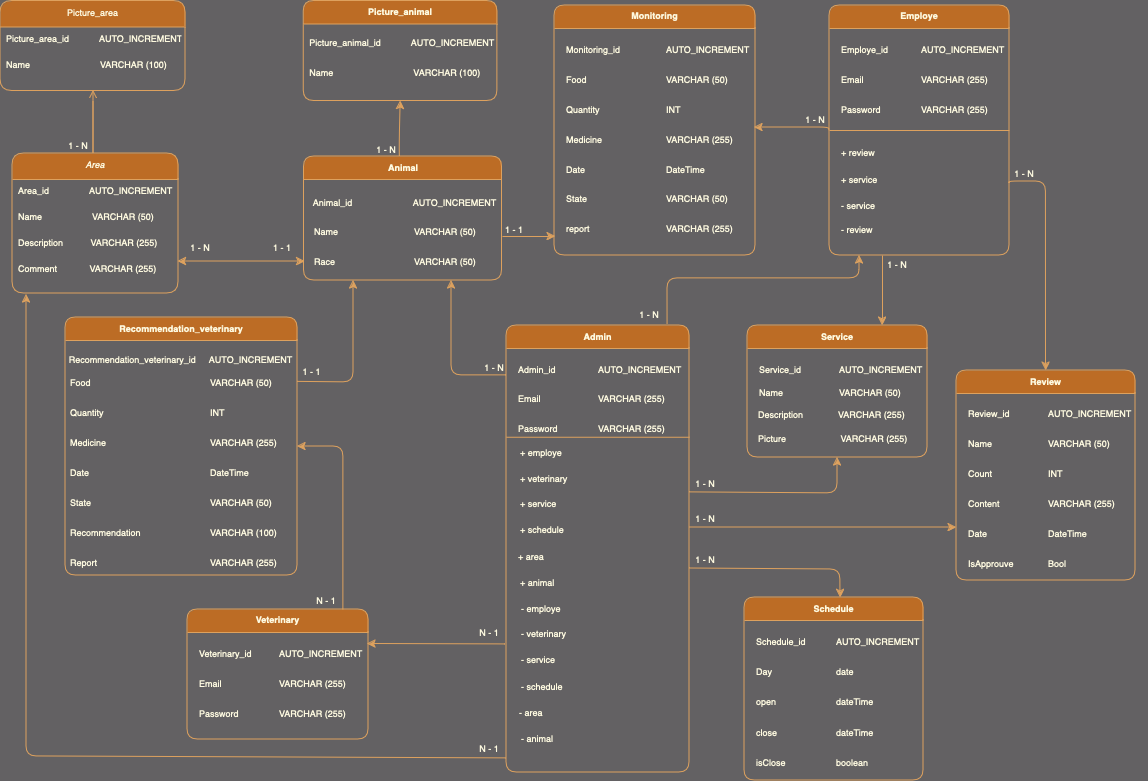 Picture_area
Picture_area_id AUTO_INCREMENT
Name VARCHAR (100)
1 - N
Picture_animal
Picture_animal_id AUTO_INCREMENT
Name VARCHAR (100)
1 - N
Monitoring
Monitoring_id AUTO_INCREMENT
Food VARCHAR (50)
Quantity INT
Medicine VARCHAR (255)
Date DateTime
State VARCHAR (50)
report VARCHAR (255)
1 - N
Employe
Employe_id AUTO_INCREMENT
Email VARCHAR (255)
Password VARCHAR (255)
+ review
+ service
- service
- review
1 - N
1 - N
Area
Area_id AUTO_INCREMENT
Name VARCHAR (50)
Description VARCHAR (255)
Comment VARCHAR (255)
1 - N 1 - 1
Animal
Animal_id AUTO_INCREMENT
Name VARCHAR (50)
Race VARCHAR (50)
1 - 1
Recommendation_veterinary
Recommendation_veterinary_id AUTO_INCREMENT
Food VARCHAR (50)
Quantity INT
Medicine VARCHAR (255)
Date DateTime
State VARCHAR (50)
Recommendation VARCHAR (100)
Report VARCHAR (255)
1 - 1
N - 1
Veterinary
Veterinary_id AUTO_INCREMENT
Email VARCHAR (255)
Password VARCHAR (255)
1 - N
1 - N
Admin
Admin_id AUTO_INCREMENT
Email VARCHAR (255)
Password VARCHAR (255)
+ employe
+ veterinary
+ service
+ schedule
+ area
+ animal
- employe
- veterinary
- service
- schedule
- area
- animal
N - 1
N - 1
1 - N
1 - N
1 - N
Service
Service_id AUTO_INCREMENT
Name VARCHAR (50)
Description VARCHAR (255)
Picture VARCHAR (255)
Review
Review_id AUTO_INCREMENT
Name VARCHAR (50)
Count INT
Content VARCHAR (255)
Date DateTime
IsApprouve Bool
Schedule
Schedule_id AUTO_INCREMENT
Day date
open dateTime
close dateTime
isClose boolean